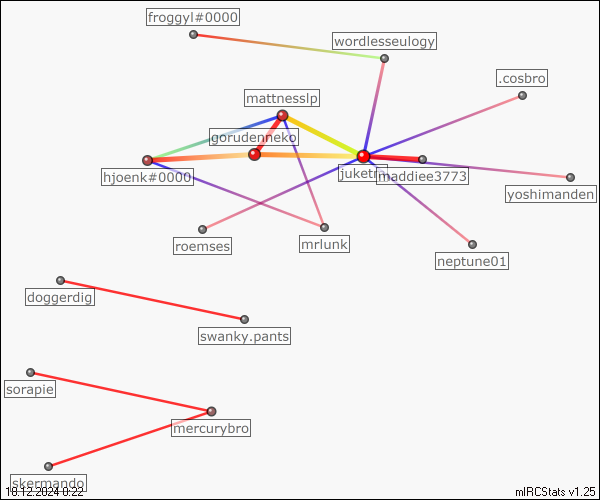 froggyl#0000
wordlesseulogy
.cosbro
mattnesslp
gorudenneko
hjoenk#0000
maddiee3773
yoshimanden
roemses
mrlunk
neptune01
doggerdig
swanky.pants
sorapie
mercurybro
skermando
10.12.2024 0:22
mIRCStats v1.25